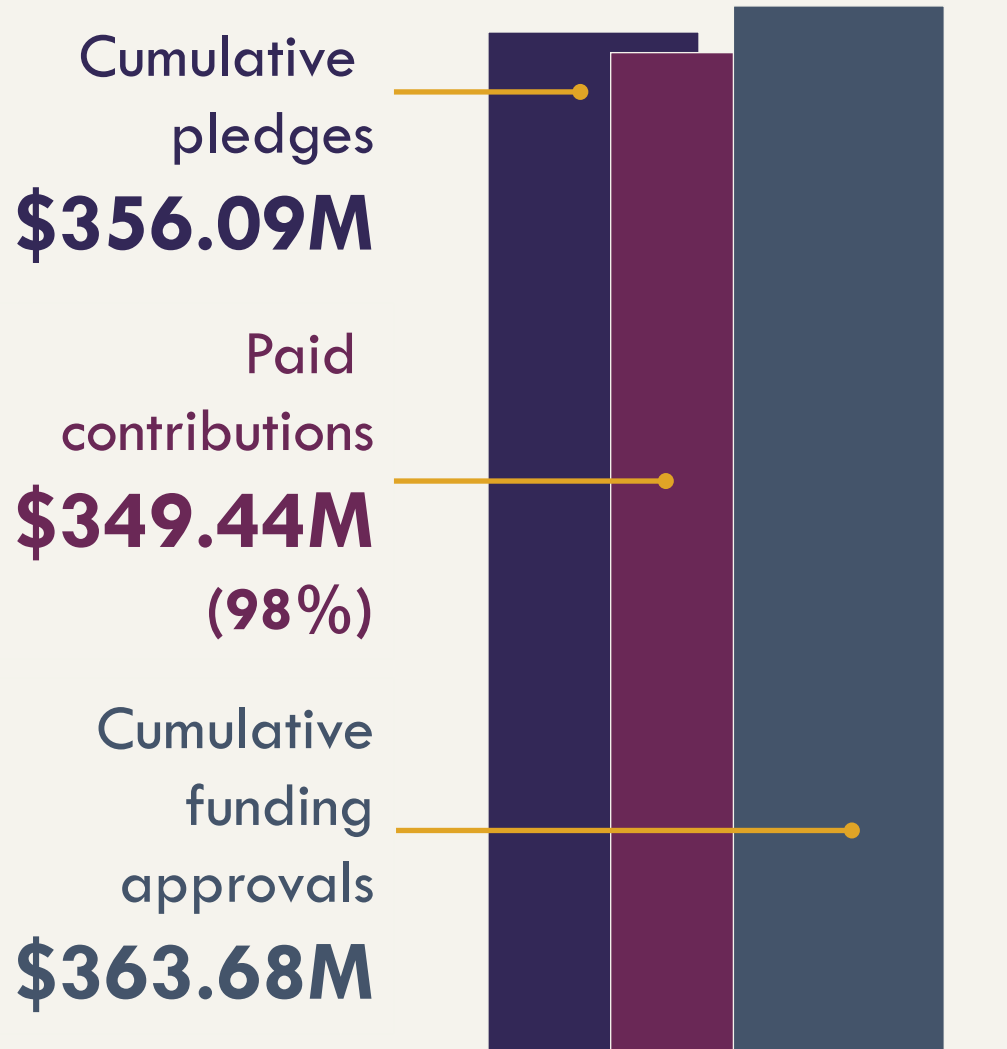 Cumulative
pledges
$356.09M
Paid
contributions
$349.44M
(98%)
Cumulative
funding
approvals
$363.68M